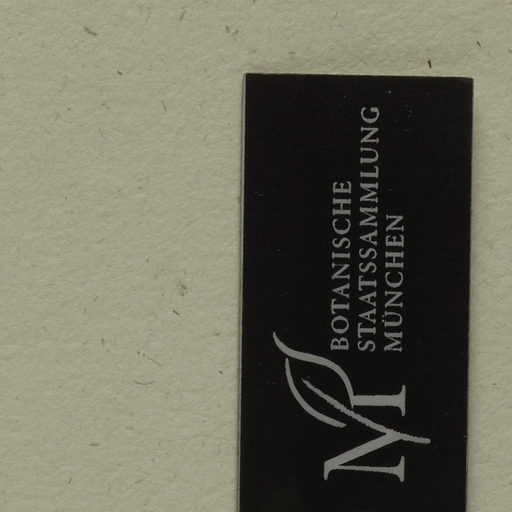 M
BOTANISCHE
STAATSSAMMLUNG
MÜNCHEN